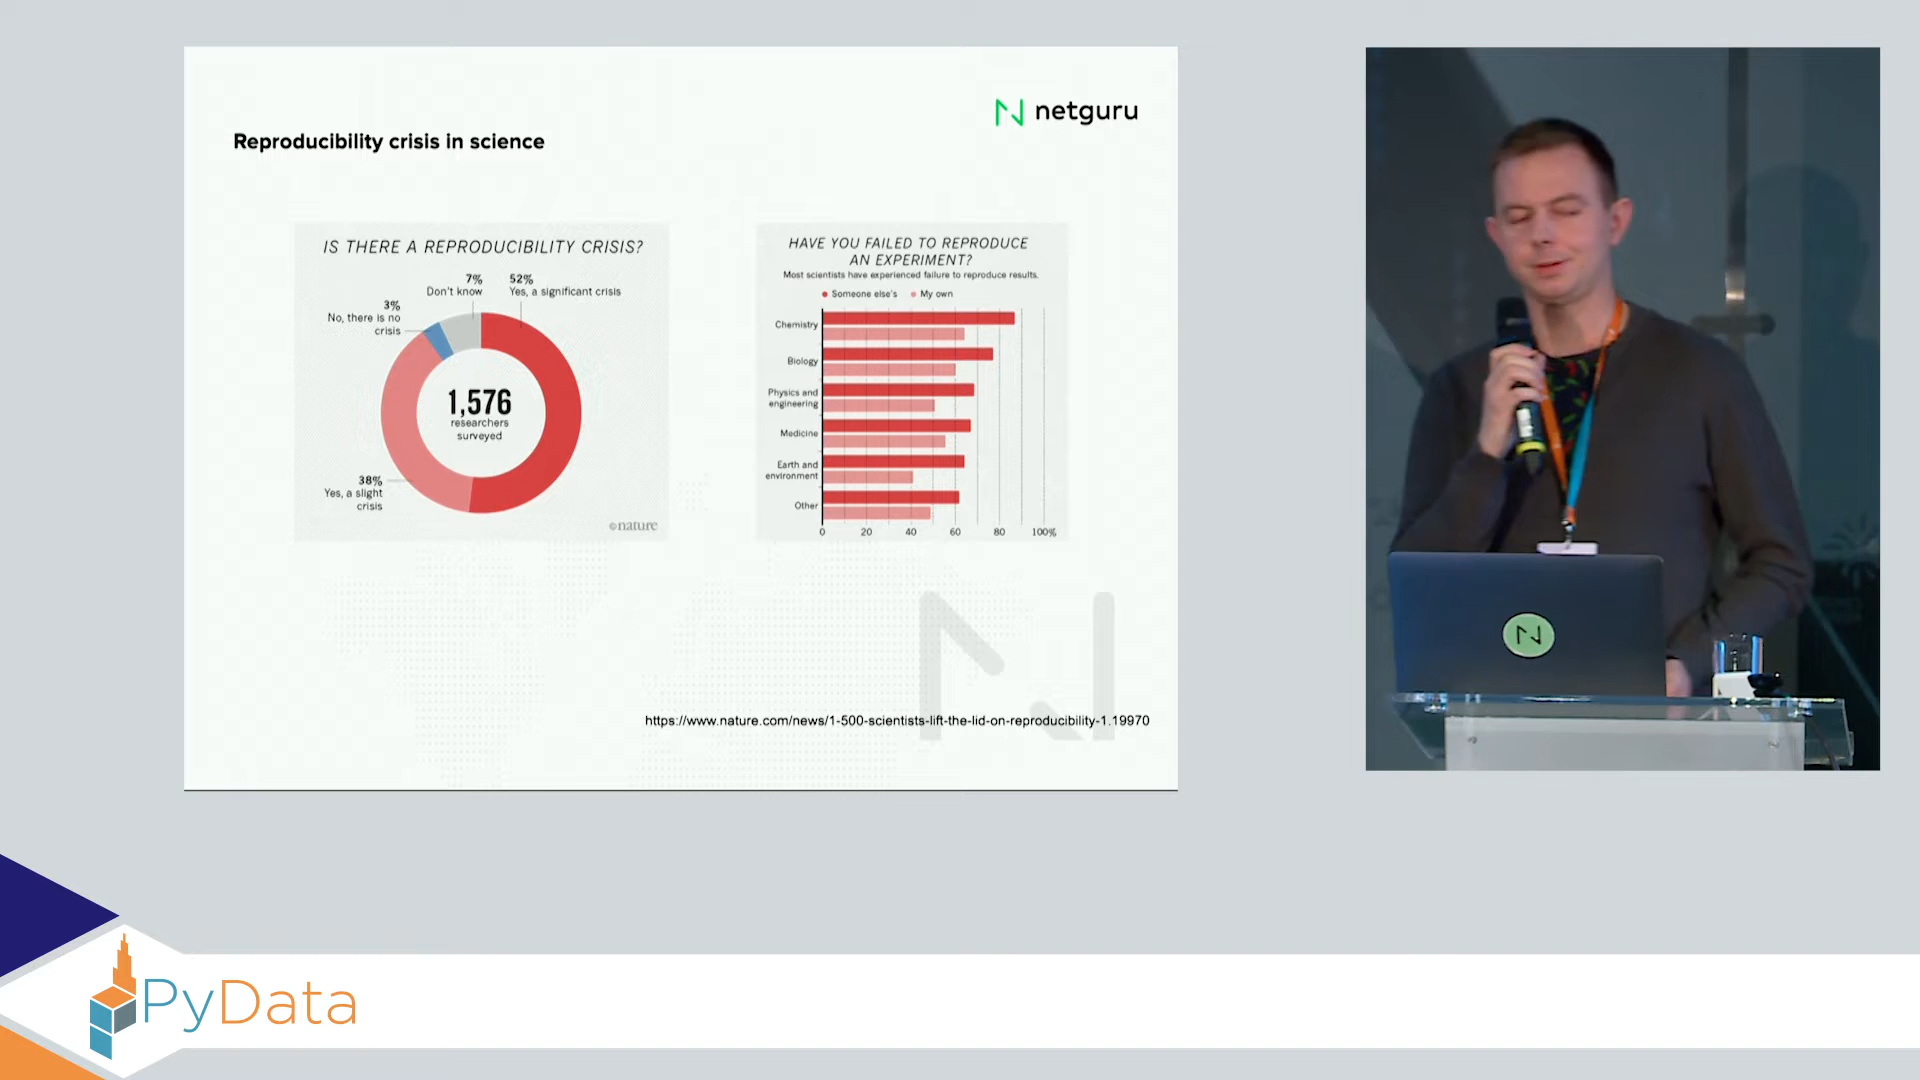 netguru
Reproducibility crisis in science
IS THERE A REPRODUCIBILITY CRISIS?
7%
Don't know
52%
Yes, a significant crisis
3%
No, there is no
crisis
1,576
researchers
surveyed
38%
Yes, a slight
crisis
©nature
HAVE YOU FAILED TO REPRODUCE
AN EXPERIMENT?
Most scientists have experienced failure to reproduce results.
Someone else's
My own
Chemistry
Biology
Physics and
engineering
Medicine
Earth and
environment
Other
0 20 40 60 80 100%
https://www.nature.com/news/1-500-scientists-lift-the-lid-on-reproducibility-1.19970
PyData